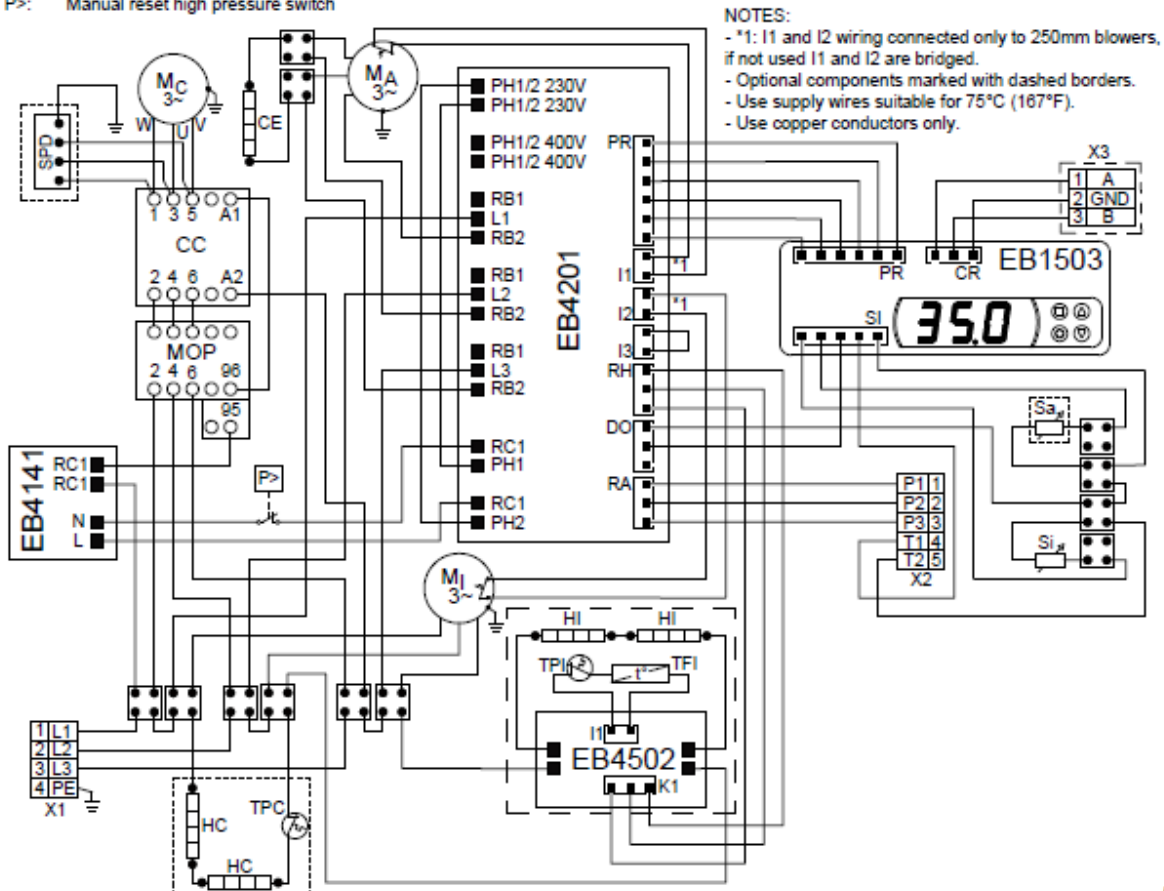 P>: Manual reset high pressure switch
NOTES:
- *1: I1 and I2 wiring connected only to 250mm blowers,
if not used I1 and I2 are bridged.
- Optional components marked with dashed borders.
- Use supply wires suitable for 75°C (167°F).
- Use copper conductors only.
MC
3~
W U V
SPD
CE
MA
3~
1 3 5 A1
CC
2 4 6 A2
MOP
2 4 6 96
95
EB4141
RC1
RC1
N
L
P>
EB4201
PH1/2 230V
PH1/2 230V
PH1/2 400V
PH1/2 400V
RB1
L1
RB2
RB1
L2
RB2
RB1
L3
RB2
RC1
PH1
RC1
PH2
PR
I1
*1
I2
*1
I3
RH
DO
RA
X3
1 A
2 GND
3 B
EB1503
PR
CR
SI
35.0
Sa
Si
P1 1
P2 2
P3 3
T1 4
T2 5
X2
MI
3~
HI
HI
TPI
t°
TFI
I1
EB4502
K1
1 L1
2 L2
3 L3
4 PE
X1
HC
TPC
HC